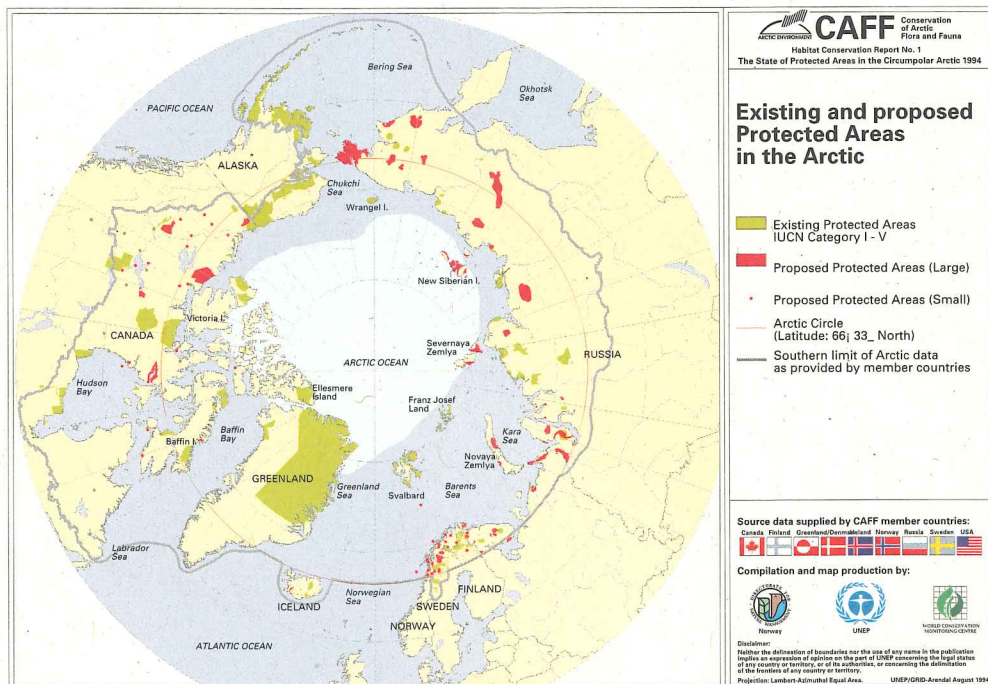 ARCTIC ENVIRONMENT
CAFF
Conservation
of Arctic
Flora and Fauna
Habitat Conservation Report No. 1
The State of Protected Areas in the Circumpolar Arctic 1994
Existing and proposed
Protected Areas
in the Arctic
Existing Protected Areas
IUCN Category I - V
Proposed Protected Areas (Large)
Proposed Protected Areas (Small)
Arctic Circle
(Latitude: 66¡ 33_ North)
Southern limit of Arctic data
as provided by member countries
Bering Sea
Okhotsk
Sea
PACIFIC OCEAN
ALASKA
Chukchi
Sea
Wrangel I.
New Siberian I.
Victoria I.
CANADA
Severnaya
Zemlya
RUSSIA
ARCTIC OCEAN
Hudson
Bay
Ellesmere
Island
Franz Josef
Land
Kara
Sea
Baffin
Bay
Baffin I.
Novaya
Zemlya
GREENLAND
Greenland
Sea
Svalbard
Barents
Sea
Labrador
Sea
ICELAND
Norwegian
Sea
FINLAND
SWEDEN
NORWAY
ATLANTIC OCEAN
Source data supplied by CAFF member countries:
Canada Finland Greenland/Denmark Iceland Norway Russia Sweden USA
Compilation and map production by:
DIRECTORATE FOR NATURE MANAGEMENT
Norway
UNEP
WORLD CONSERVATION
MONITORING CENTRE
Disclaimer:
Neither the delineation of boundaries nor the use of any name in the publication
implies an expression of opinion on the part of UNEP concerning the legal status
of any country or territory, or of its authorities, or concerning the delimitation
of the frontiers of any country or territory.
Projection: Lambert-Azimuthal Equal Area.
UNEP/GRID-Arendal August 1994